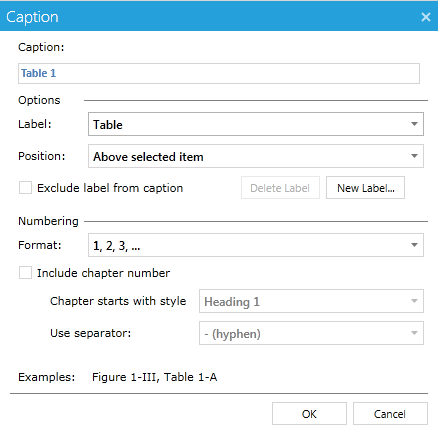 Caption
Caption:
Table 1
Options
Label: Table
Position: Above selected item
Exclude label from caption Delete Label New Label...
Numbering
Format: 1, 2, 3, ...
Include chapter number
Chapter starts with style Heading 1
Use separator: - (hyphen)
Examples: Figure 1-III, Table 1-A
OK Cancel